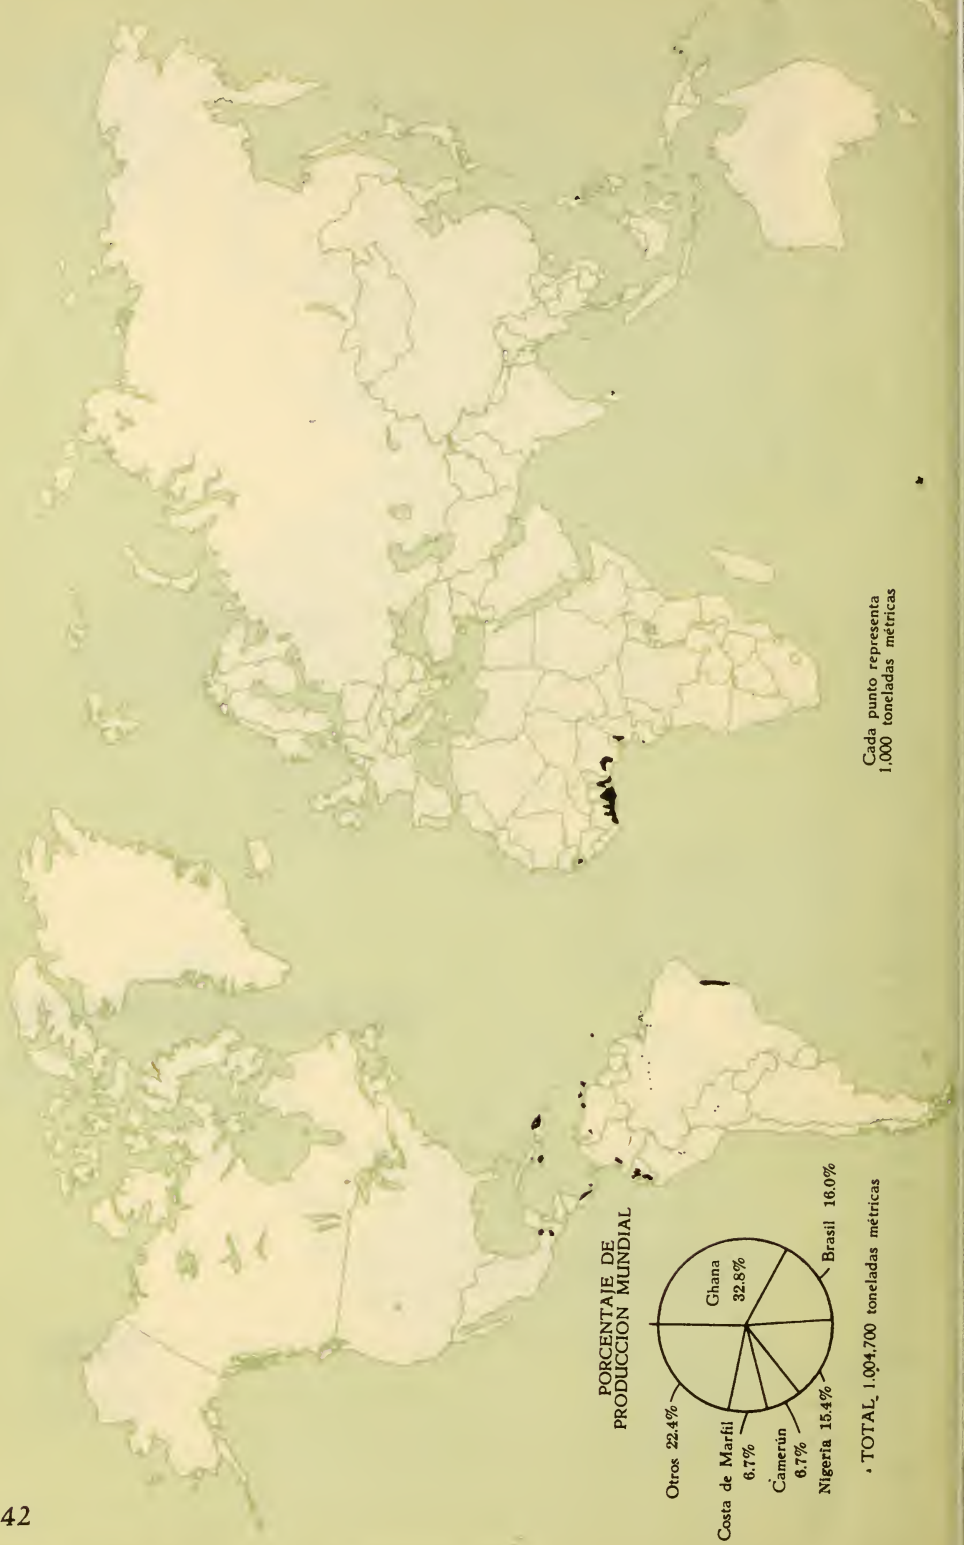 42
PORCENTAJE DE
PRODUCCION MUNDIAL
Ghana
32.8%
Brasil 16.0%
Nigeria 15.4%
Camerún
6.7%
Costa de Marfil
6.7%
Otros 22.4%
TOTAL 1.004,700 toneladas métricas
Cada punto representa
1,000 toneladas métricas